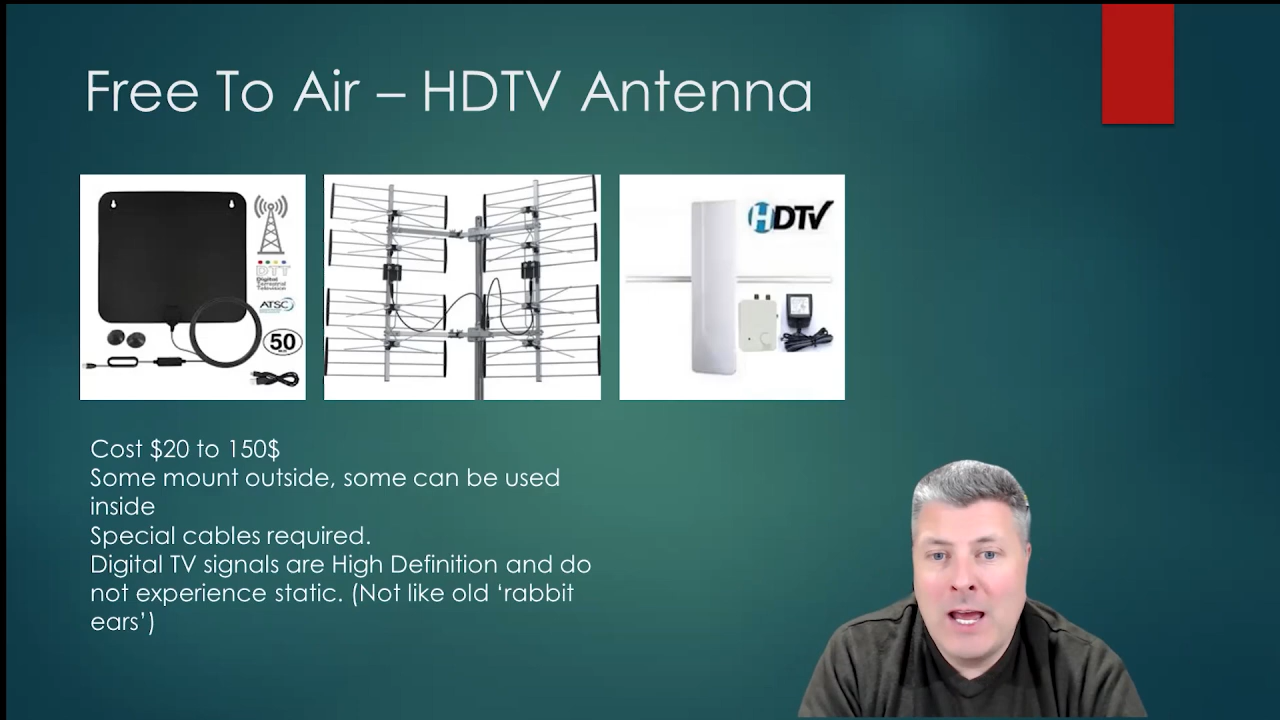 Free To Air – HDTV Antenna
DTT
Digital
Terrestrial
Television
ATSC
50
HDTV
Cost $20 to 150$
Some mount outside, some can be used
inside
Special cables required.
Digital TV signals are High Definition and do
not experience static. (Not like old ‘rabbit
ears’)